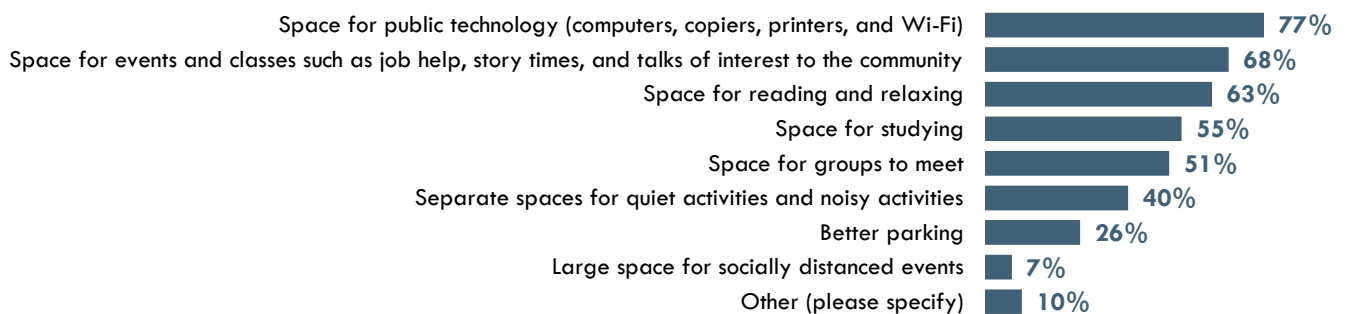 Space for public technology (computers, copiers, printers, and Wi-Fi) 77%
Space for events and classes such as job help, story times, and talks of interest to the community 68%
Space for reading and relaxing 63%
Space for studying 55%
Space for groups to meet 51%
Separate spaces for quiet activities and noisy activities 40%
Better parking 26%
Large space for socially distanced events 7%
Other (please specify) 10%